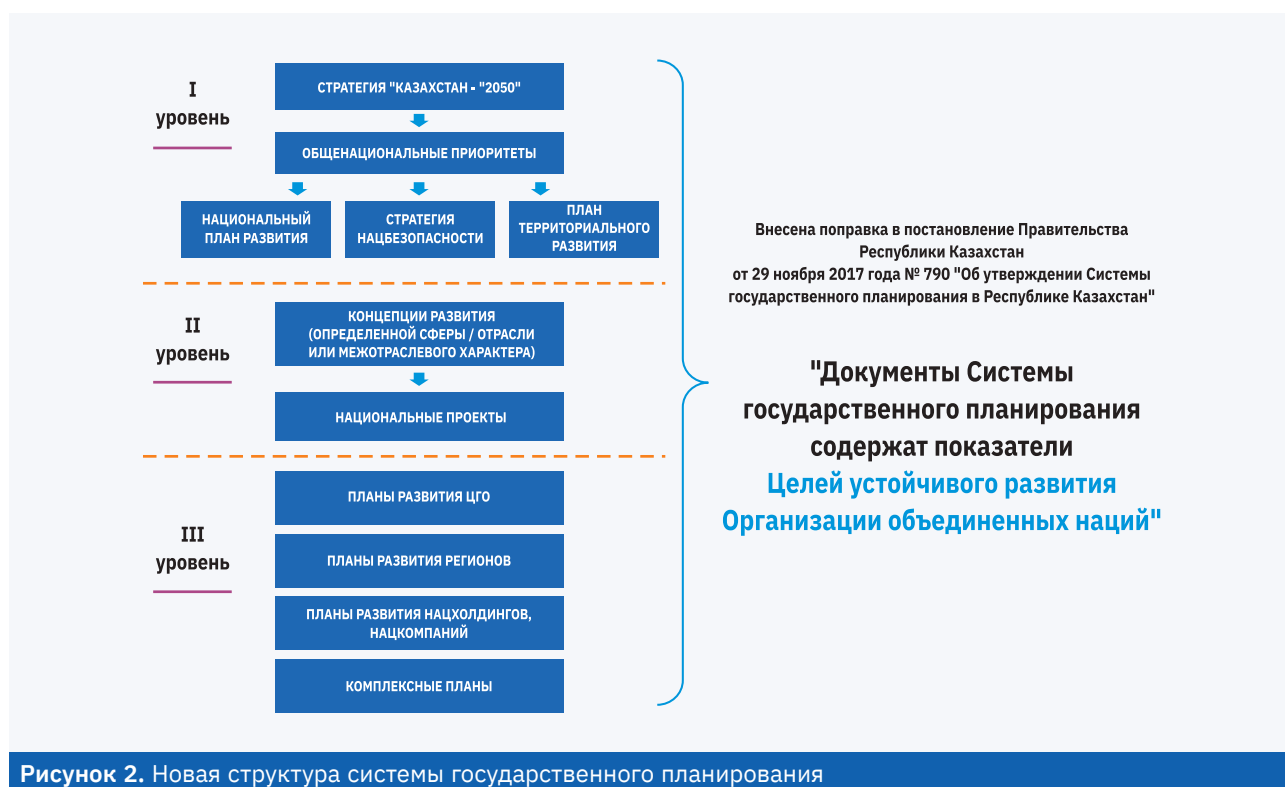 I
уровень
СТРАТЕГИЯ "КАЗАХСТАН - "2050"
ОБЩЕНАЦИОНАЛЬНЫЕ ПРИОРИТЕТЫ
НАЦИОНАЛЬНЫЙ
ПЛАН РАЗВИТИЯ
СТРАТЕГИЯ
НАЦБЕЗОПАСНОСТИ
ПЛАН
ТЕРРИТОРИАЛЬНОГО
РАЗВИТИЯ
II
уровень
КОНЦЕПЦИИ РАЗВИТИЯ
(ОПРЕДЕЛЕННОЙ СФЕРЫ / ОТРАСЛИ
ИЛИ МЕЖОТРАСЛЕВОГО ХАРАКТЕРА)
НАЦИОНАЛЬНЫЕ ПРОЕКТЫ
III
уровень
ПЛАНЫ РАЗВИТИЯ ЦГО
ПЛАНЫ РАЗВИТИЯ РЕГИОНОВ
ПЛАНЫ РАЗВИТИЯ НАЦХОЛДИНГОВ,
НАЦКОМПАНИЙ
КОМПЛЕКСНЫЕ ПЛАНЫ
Внесена поправка в постановление Правительства
Республики Казахстан
от 29 ноября 2017 года № 790 "Об утверждении Системы
государственного планирования в Республике Казахстан"
"Документы Системы
государственного планирования
содержат показатели
Целей устойчивого развития
Организации объединенных наций"
Рисунок 2. Новая структура системы государственного планирования